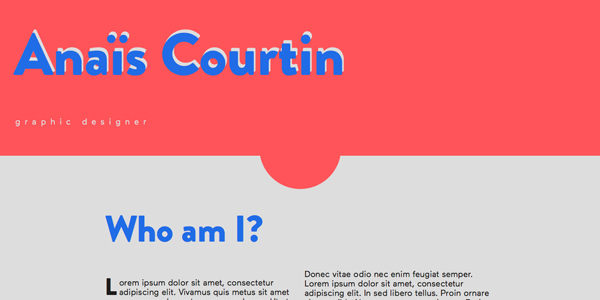 Anaïs Courtin
graphic designer
Who am I?
Lorem ipsum dolor sit amet, consectetur
adipiscing elit. Vivamus quis metus sit amet
Donec vitae odio nec enim feugiat semper.
Lorem ipsum dolor sit amet, consectetur
adipiscing elit. In sed libero tellus. Proin ornare